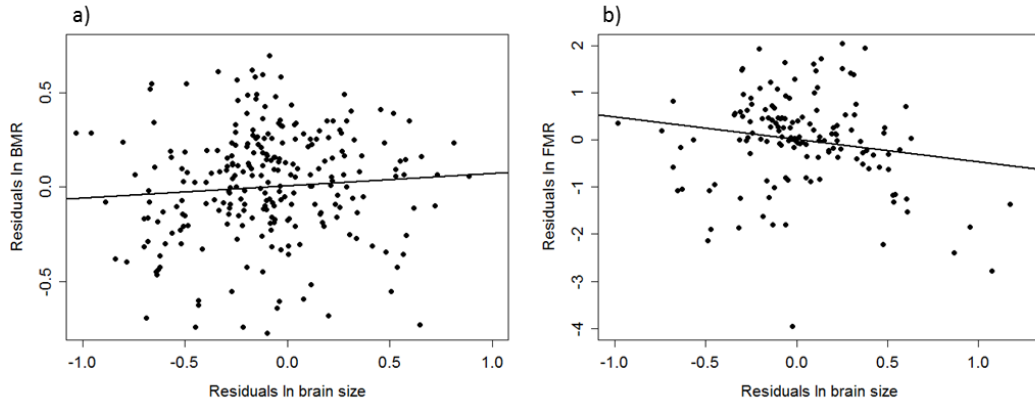 a)
Residuals ln BMR
0.5
0.0
-0.5
-1.0 -0.5 0.0 0.5 1.0
Residuals ln brain size
b)
Residuals ln FMR
2
1
0
-1
-2
-3
-4
-1.0 -0.5 0.0 0.5 1.0
Residuals ln brain size